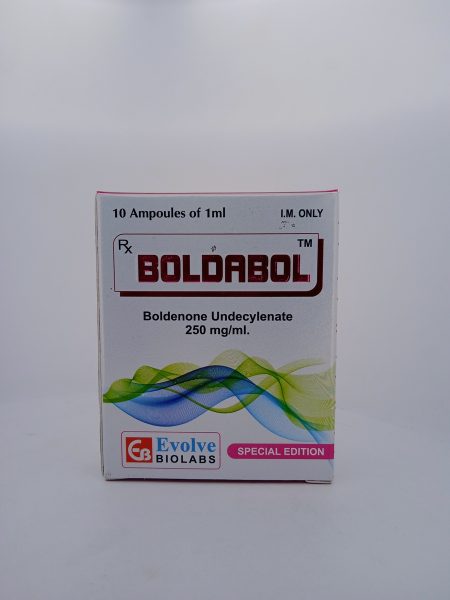 10 Ampoules of 1ml I.M. ONLY
Rx BOLDABOL TM
Boldenone Undecylenate
250 mg/ml.
EB Evolve
BIOLABS
SPECIAL EDITION